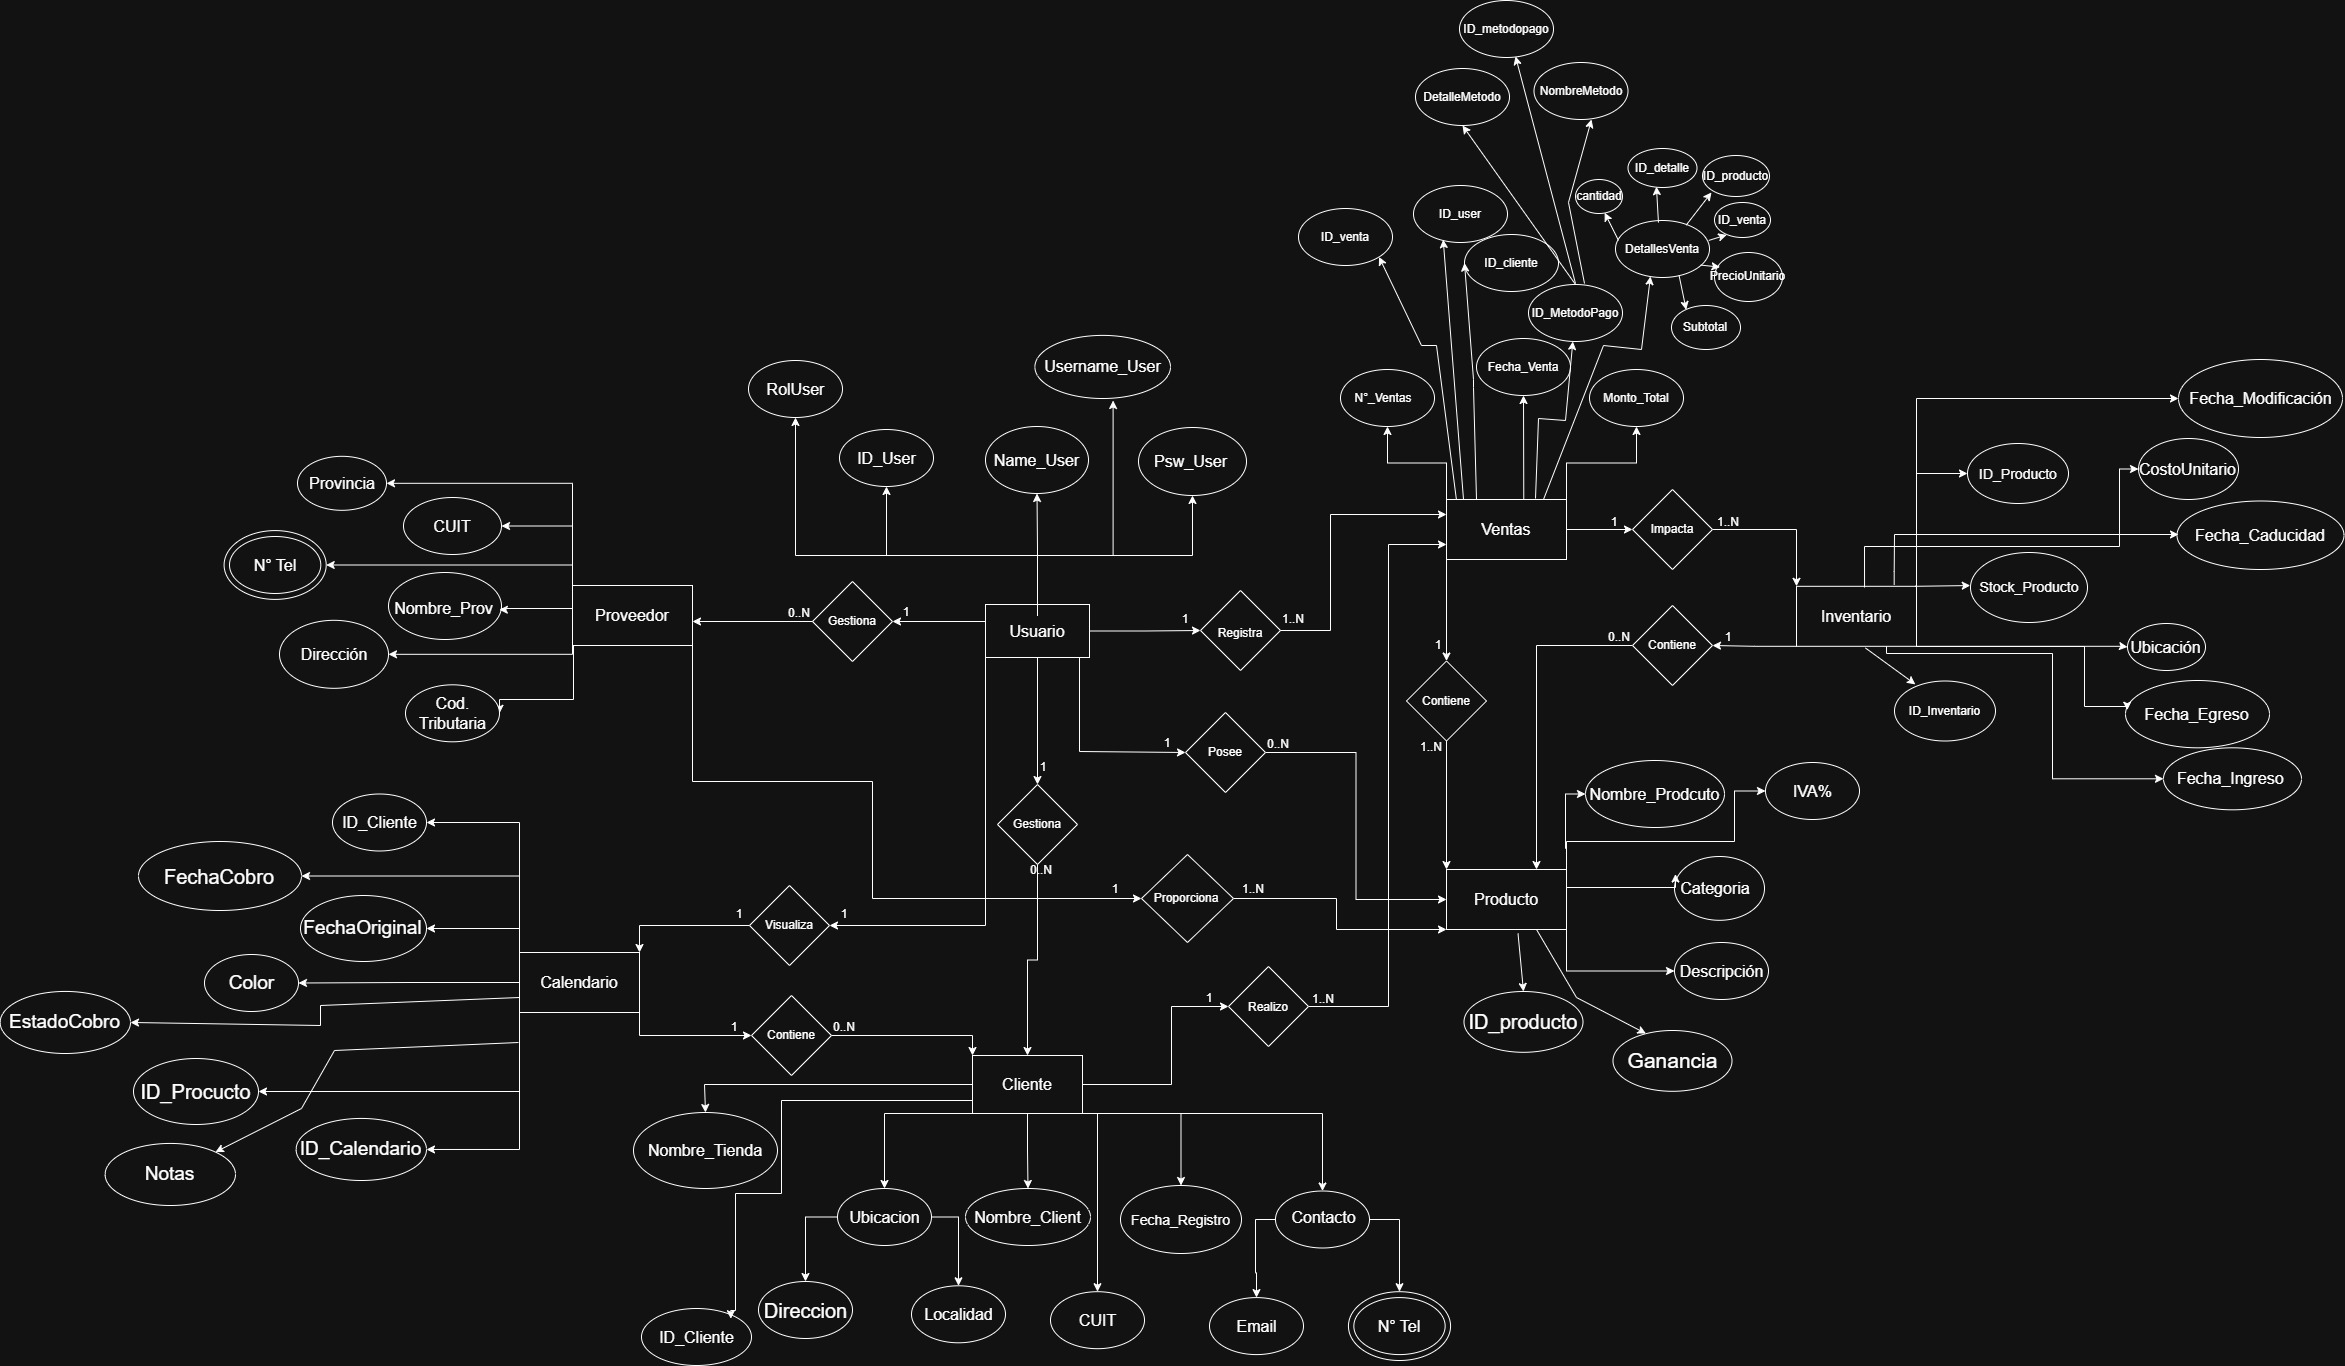 ID_metodopago
DetalleMetodo
NombreMetodo
ID_detalle
ID_producto
cantidad
ID_venta
DetallesVenta
PrecioUnitario
Subtotal
ID_venta
ID_user
ID_cliente
ID_MetodoPago
Fecha_Venta
N°_Ventas
Monto_Total
RolUser
Username_User
ID_User
Name_User
Psw_User
Fecha_Modificación
ID_Producto
CostoUnitario
Fecha_Caducidad
Stock_Producto
Provincia
CUIT
N° Tel
Nombre_Prov
Dirección
Cod.
Tributaria
Proveedor
0..N
Gestiona
1
Usuario
1
Registra
1..N
Ventas
1
Impacta
1..N
Inventario
0..N
Contiene
1
Ubicación
ID_Inventario
Fecha_Egreso
Fecha_Ingreso
1
Contiene
1..N
1
Posee
0..N
1
Gestiona
0..N
Nombre_Prodcuto
IVA%
Categoria
Descripción
Producto
ID_producto
Ganancia
1
Proporciona
1..N
ID_Cliente
FechaCobro
FechaOriginal
Color
EstadoCobro
ID_Procucto
ID_Calendario
Notas
Calendario
1
Visualiza
1
1
Contiene
0..N
1
Realizo
1..N
Cliente
Nombre_Tienda
Ubicacion
Nombre_Client
Fecha_Registro
Contacto
Direccion
Localidad
CUIT
Email
N° Tel
ID_Cliente